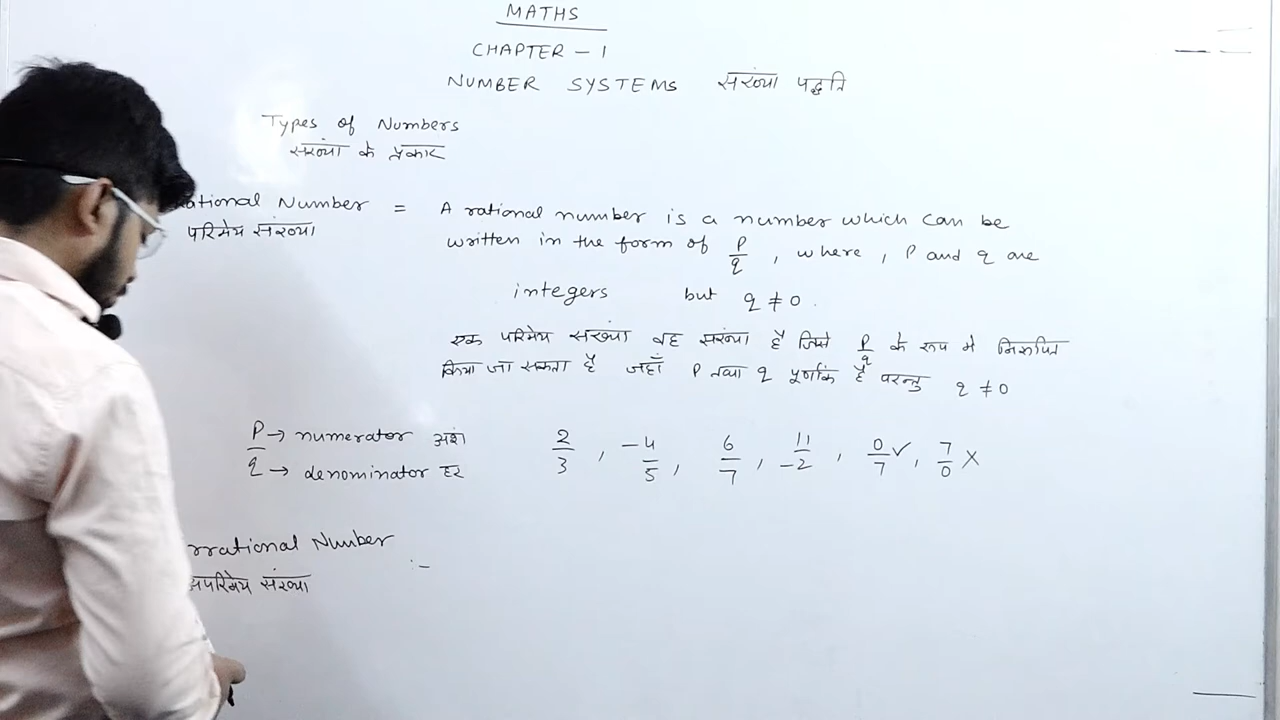 MATHS
CHAPTER - 1
NUMBER SYSTEMS संख्या पद्धति
Types of Numbers
संख्या के प्रकार
Rational Number = A rational number is a number which can be
परिमेय संख्या written in the form of p/q , where , p and q are
integers but q ≠ 0 .
एक परिमेय संख्या वह संख्या है जिसे p/q के रूप में निरूपित
किया जा सकता है जहाँ p तथा q पूर्णांक हैं परन्तु q ≠ 0
p → numerator अंश
q → denominator हर
2/3 , -4/5 , 6/7 , 11/-2 , 0/7 ✓ , 7/0 ×
rrational Number :-
अपरिमेय संख्या